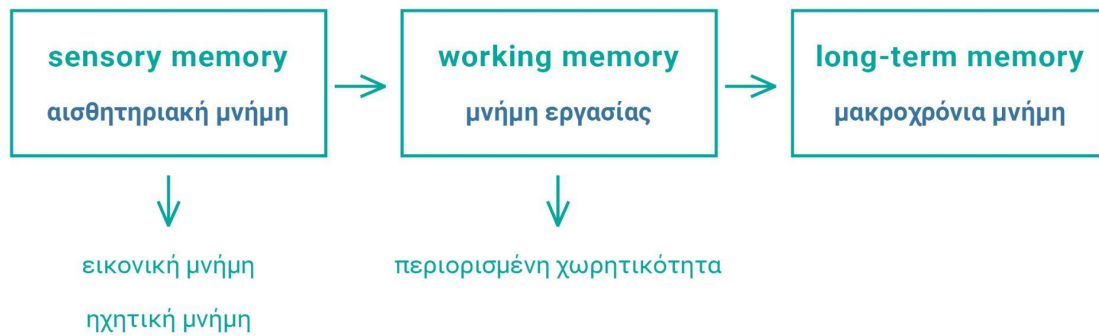 sensory memory
αισθητηριακή μνήμη
working memory
μνήμη εργασίας
long-term memory
μακροχρόνια μνήμη
εικονική μνήμη
ηχητική μνήμη
περιορισμένη χωρητικότητα